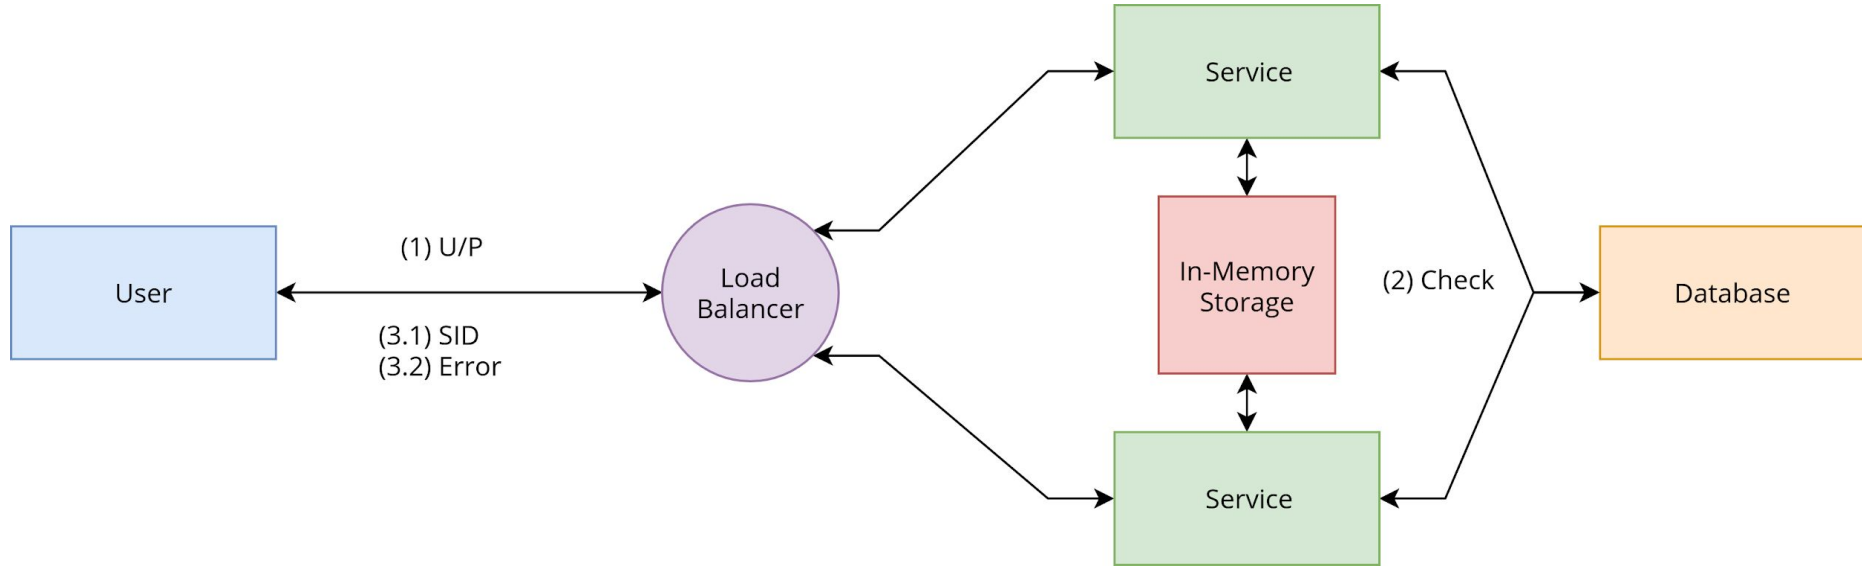 Service
(1) U/P
User
Load
Balancer
(3.1) SID
(3.2) Error
In-Memory
Storage
(2) Check
Database
Service